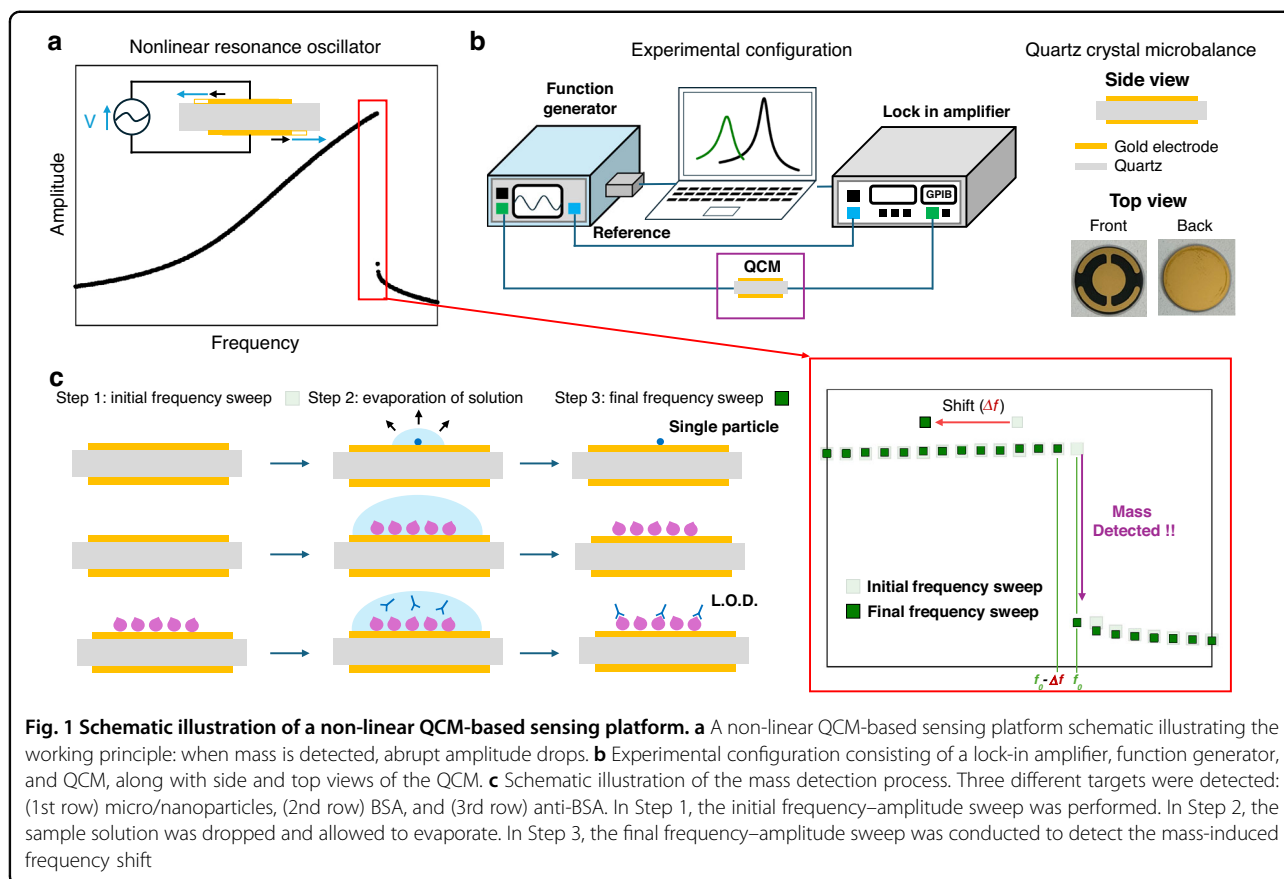 a
Nonlinear resonance oscillator
V
Amplitude
Frequency
b
Experimental configuration
Function
generator
Lock in amplifier
GPIB
Reference
QCM
Quartz crystal microbalance
Side view
Gold electrode
Quartz
Top view
Front
Back
c
Step 1: initial frequency sweep
Step 2: evaporation of solution
Step 3: final frequency sweep
Single particle
L.O.D.
Shift (Δf)
Mass
Detected !!
Initial frequency sweep
Final frequency sweep
f0-Δf
f0
Fig. 1 Schematic illustration of a non-linear QCM-based sensing platform. a A non-linear QCM-based sensing platform schematic illustrating the
working principle: when mass is detected, abrupt amplitude drops. b Experimental configuration consisting of a lock-in amplifier, function generator,
and QCM, along with side and top views of the QCM. c Schematic illustration of the mass detection process. Three different targets were detected:
(1st row) micro/nanoparticles, (2nd row) BSA, and (3rd row) anti-BSA. In Step 1, the initial frequency–amplitude sweep was performed. In Step 2, the
sample solution was dropped and allowed to evaporate. In Step 3, the final frequency–amplitude sweep was conducted to detect the mass-induced
frequency shift